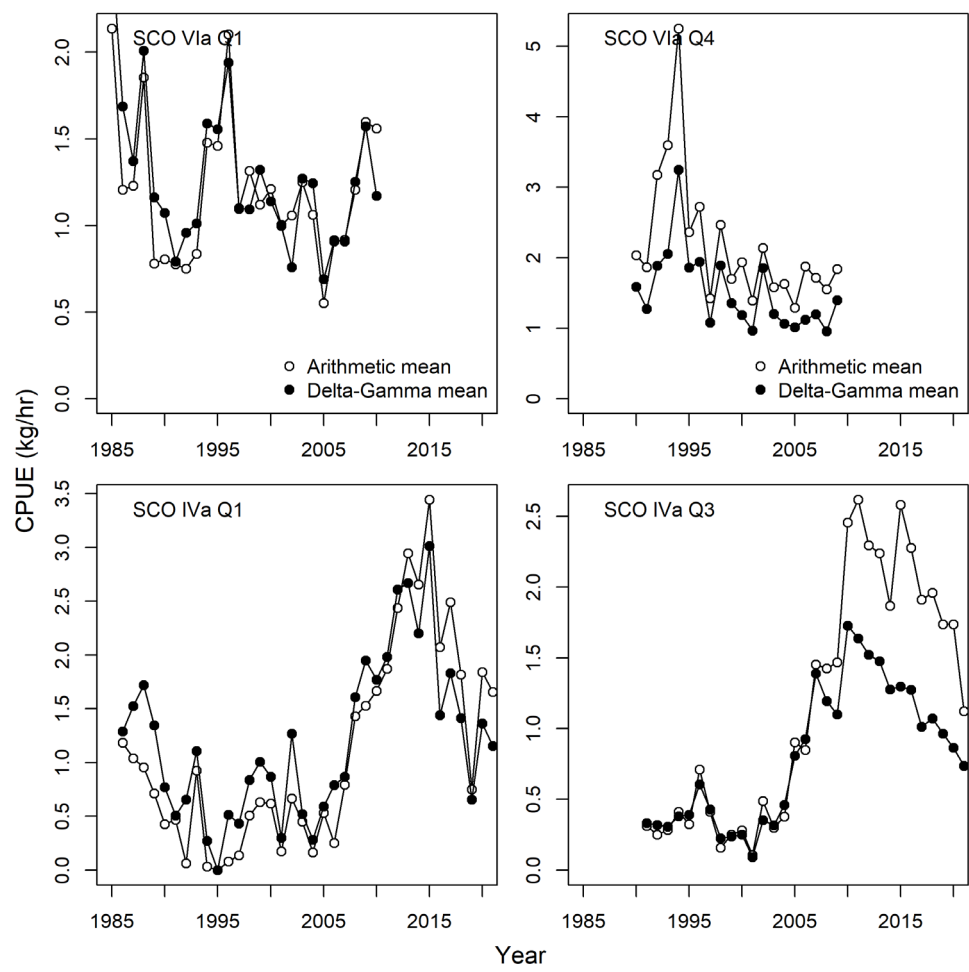 SCO VIa Q1
2.0
1.5
1.0
0.5
0.0
Arithmetic mean
Delta-Gamma mean
1985 1995 2005 2015
SCO VIa Q4
5
4
3
2
1
0
Arithmetic mean
Delta-Gamma mean
1985 1995 2005 2015
CPUE (kg/hr)
SCO IVa Q1
3.5
3.0
2.5
2.0
1.5
1.0
0.5
0.0
1985 1995 2005 2015
SCO IVa Q3
2.5
2.0
1.5
1.0
0.5
0.0
1985 1995 2005 2015
Year